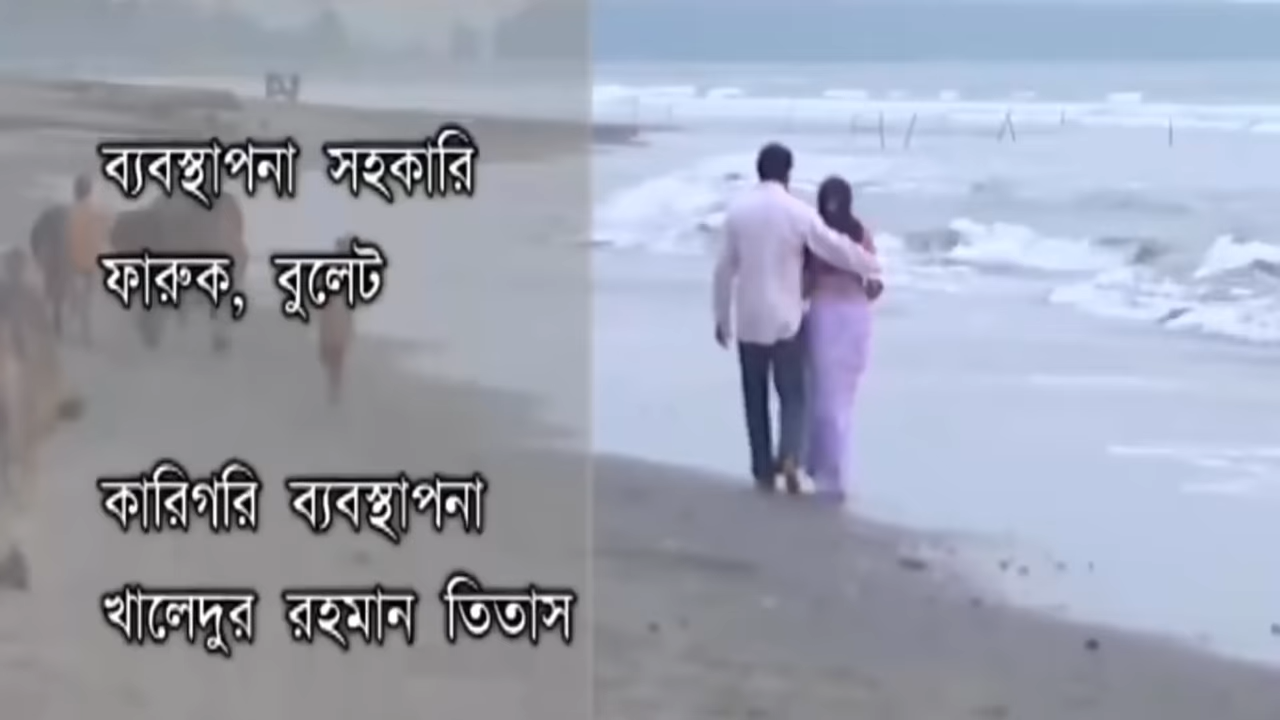 ব্যবস্থাপনা সহকারি
ফারুক, বুলেট
কারিগরি ব্যবস্থাপনা
খালেদুর রহমান তিতাস